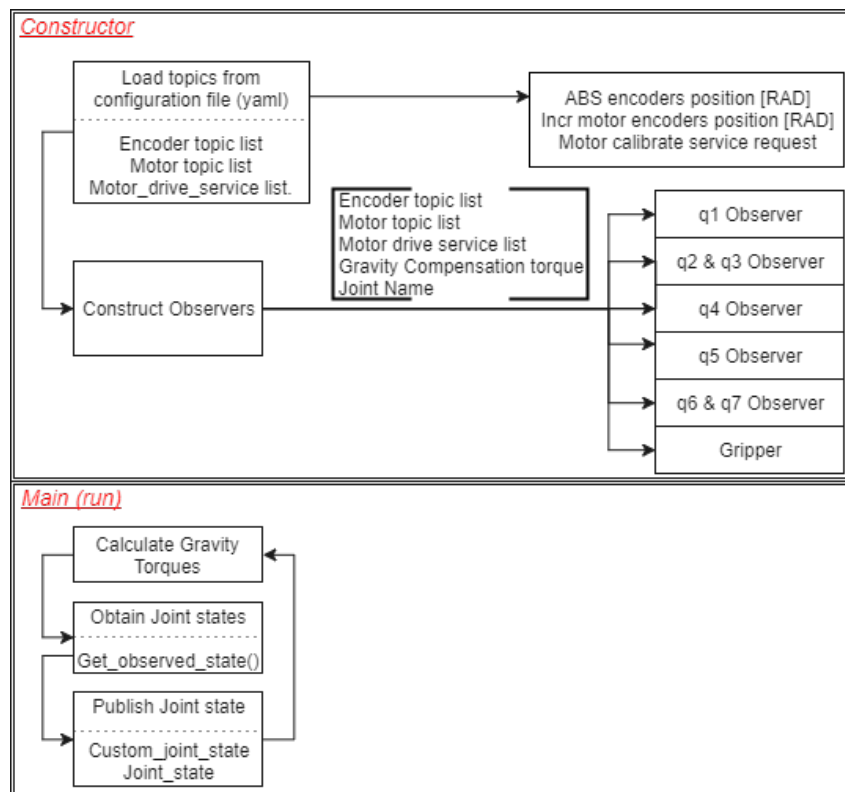 Constructor
Load topics from
configuration file (yaml)
Encoder topic list
Motor topic list
Motor_drive_service list.
ABS encoders position [RAD]
Incr motor encoders position [RAD]
Motor calibrate service request
Encoder topic list
Motor topic list
Motor drive service list
Gravity Compensation torque
Joint Name
Construct Observers
q1 Observer
q2 & q3 Observer
q4 Observer
q5 Observer
q6 & q7 Observer
Gripper
Main (run)
Calculate Gravity
Torques
Obtain Joint states
Get_observed_state()
Publish Joint state
Custom_joint_state
Joint_state